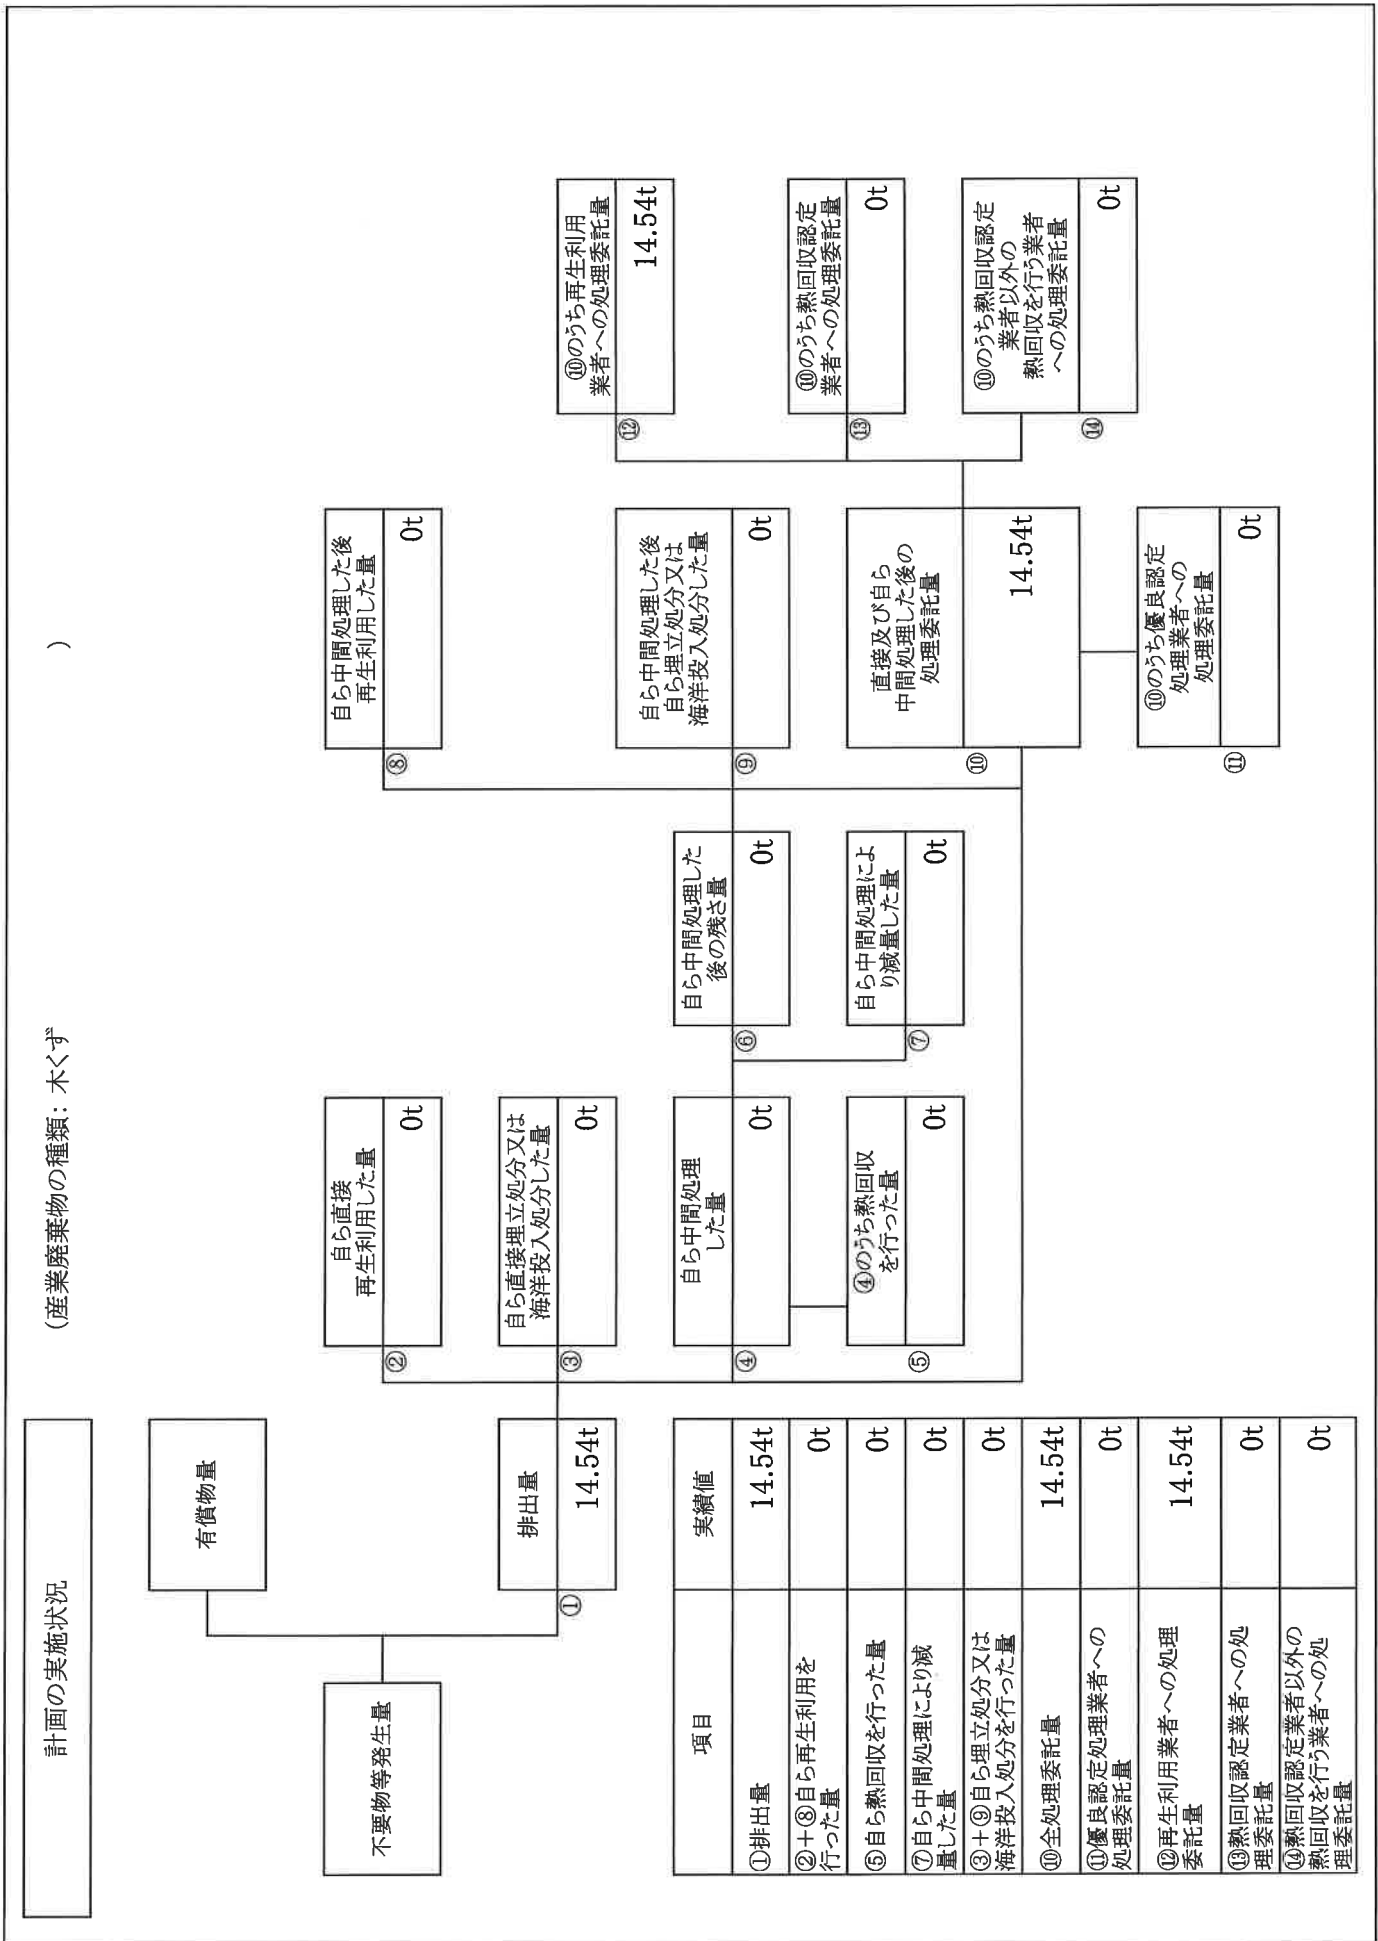 計画の実施状況
(産業廃棄物の種類: 木くず
)
不要物等発生量
有償物量
①
排出量
14.54t
②
自ら直接
再生利用した量
0t
③
自ら直接埋立処分又は
海洋投入処分した量
0t
④
自ら中間処理
した量
0t
⑤
④のうち熱回収
を行った量
0t
⑥
自ら中間処理した
後の残さ量
0t
⑦
自ら中間処理によ
り減量した量
0t
⑧
自ら中間処理した後
再生利用した量
0t
⑨
自ら中間処理した後
自ら埋立処分又は
海洋投入処分した量
0t
⑩
直接及び自ら
中間処理した後の
処理委託量
14.54t
⑪
⑩のうち優良認定
処理業者への
処理委託量
0t
⑫
⑩のうち再生利用
業者への処理委託量
14.54t
⑬
⑩のうち熱回収認定
業者への処理委託量
0t
⑭
⑩のうち熱回収認定
業者以外の
熱回収を行う業者
への処理委託量
0t
項目
実績値
①排出量
14.54t
②+⑧自ら再生利用を
行った量
0t
⑤自ら熱回収を行った量
0t
⑦自ら中間処理により減
量した量
0t
③+⑨自ら埋立処分又は
海洋投入処分を行った量
0t
⑩全処理委託量
14.54t
⑪優良認定処理業者への
処理委託量
0t
⑫再生利用業者への処理
委託量
14.54t
⑬熱回収認定業者への処
理委託量
0t
⑭熱回収認定業者以外の
熱回収を行う業者への処
理委託量
0t